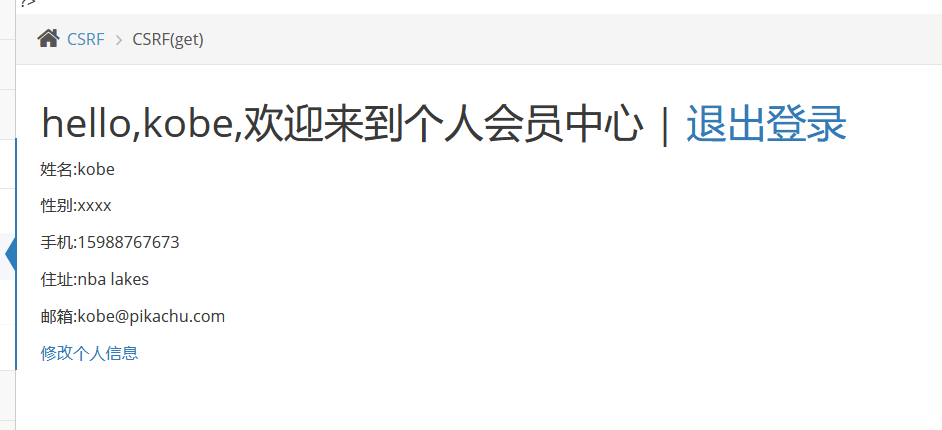 ?>
CSRF > CSRF(get)
hello,kobe,欢迎来到个人会员中心 | 退出登录
姓名:kobe
性别:xxxx
手机:15988767673
住址:nba lakes
邮箱:kobe@pikachu.com
修改个人信息